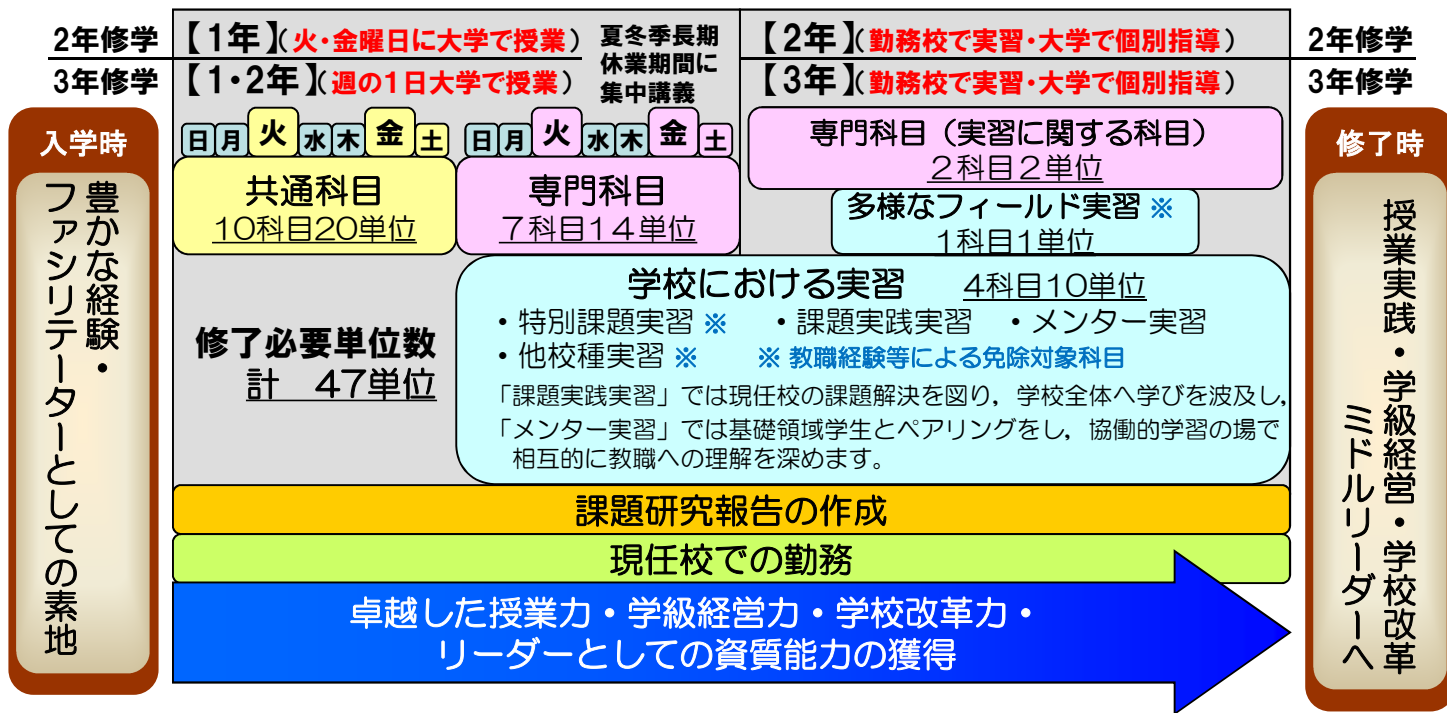 2年修学
3年修学
【1年】(火・金曜日に大学で授業)
【1・2年】(週の1日大学で授業)
夏冬季長期
休業期間に
集中講義
【2年】(勤務校で実習・大学で個別指導)
【3年】(勤務校で実習・大学で個別指導)
2年修学
3年修学
入学時
豊かな経験・
ファシリテーターとしての素地
日月火水木金土
共通科目
10科目20単位
日月火水木金土
専門科目
7科目14単位
専門科目(実習に関する科目)
2科目2単位
多様なフィールド実習 ※
1科目1単位
学校における実習 4科目10単位
・特別課題実習 ※ ・課題実践実習 ・メンター実習
・他校種実習 ※ ※ 教職経験等による免除対象科目
「課題実践実習」では現任校の課題解決を図り,学校全体へ学びを波及し,
「メンター実習」では基礎領域学生とペアリングをし,協働的学習の場で
相互的に教職への理解を深めます。
修了必要単位数
計 47単位
課題研究報告の作成
現任校での勤務
卓越した授業力・学級経営力・学校改革力・
リーダーとしての資質能力の獲得
修了時
授業実践・学級経営・学校改革
ミドルリーダーへ